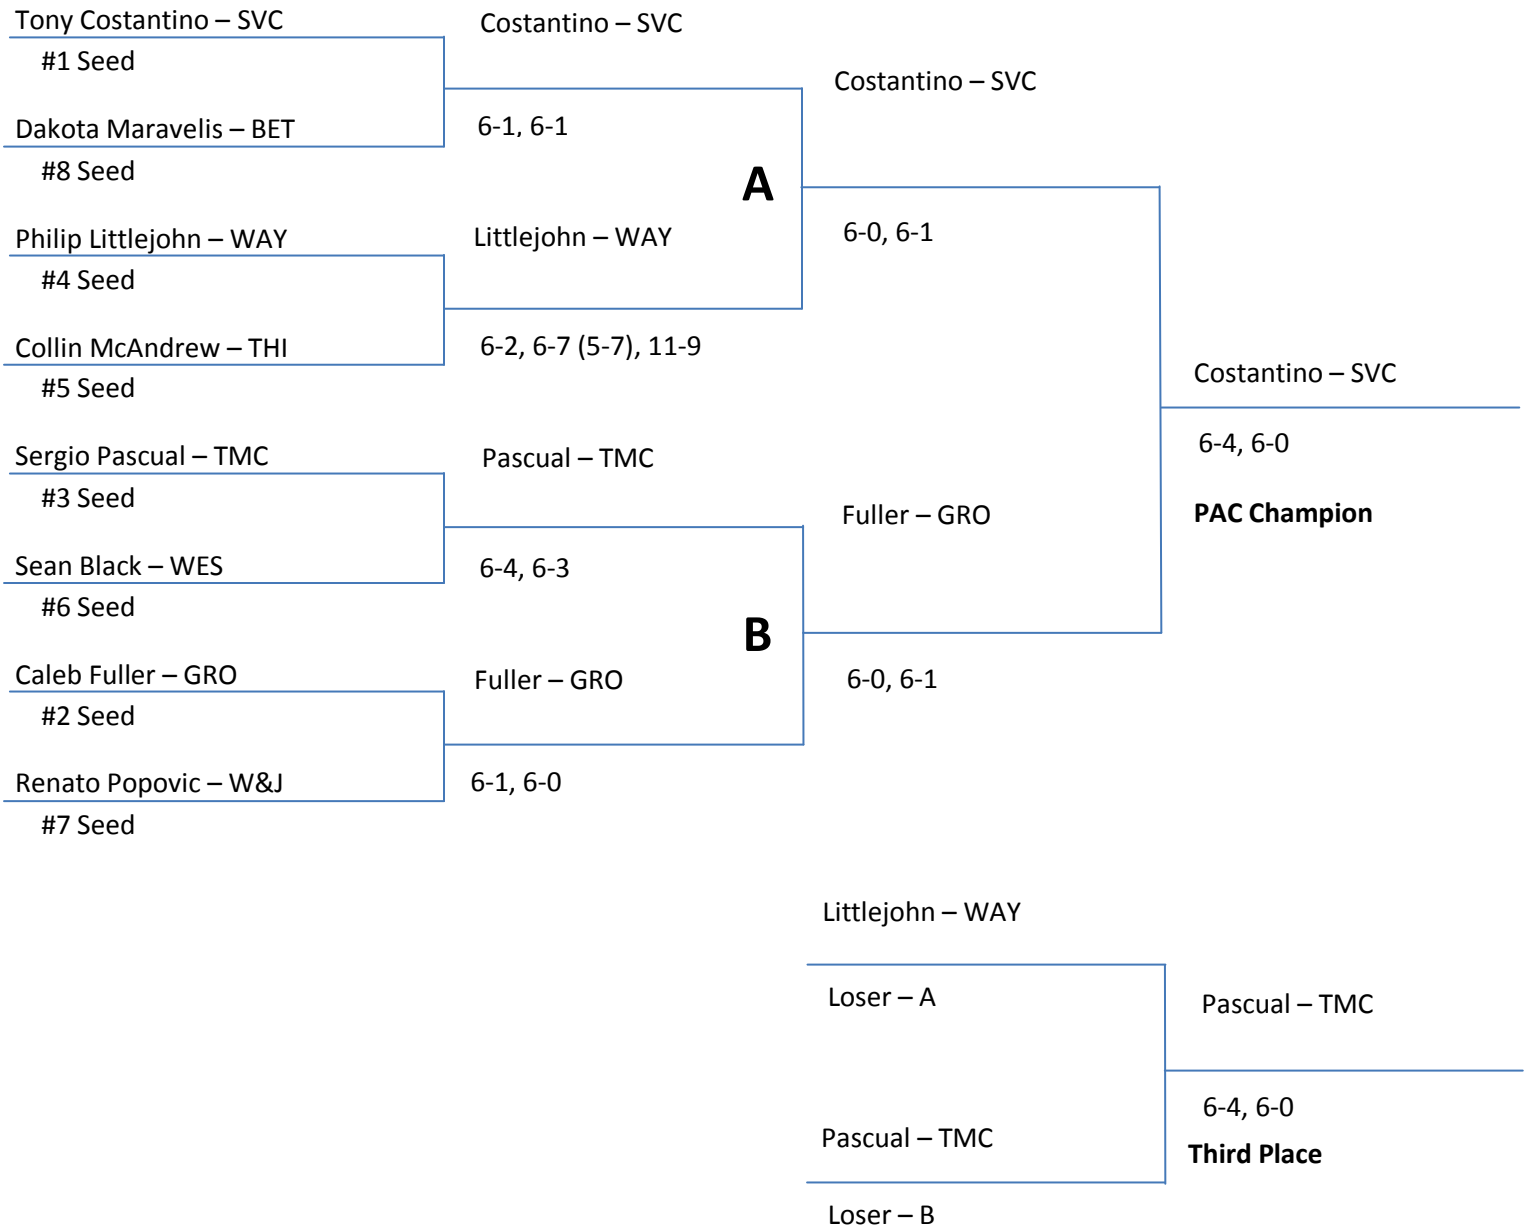 Tony Costantino – SVC
#1 Seed
Dakota Maravelis – BET
#8 Seed
Philip Littlejohn – WAY
#4 Seed
Collin McAndrew – THI
#5 Seed
Sergio Pascual – TMC
#3 Seed
Sean Black – WES
#6 Seed
Caleb Fuller – GRO
#2 Seed
Renato Popovic – W&J
#7 Seed
Costantino – SVC
6-1, 6-1
Littlejohn – WAY
6-2, 6-7 (5-7), 11-9
Pascual – TMC
6-4, 6-3
Fuller – GRO
6-1, 6-0
A
B
Costantino – SVC
6-0, 6-1
Fuller – GRO
6-0, 6-1
Costantino – SVC
6-4, 6-0
PAC Champion
Littlejohn – WAY
Loser – A
Pascual – TMC
Loser – B
Pascual – TMC
6-4, 6-0
Third Place